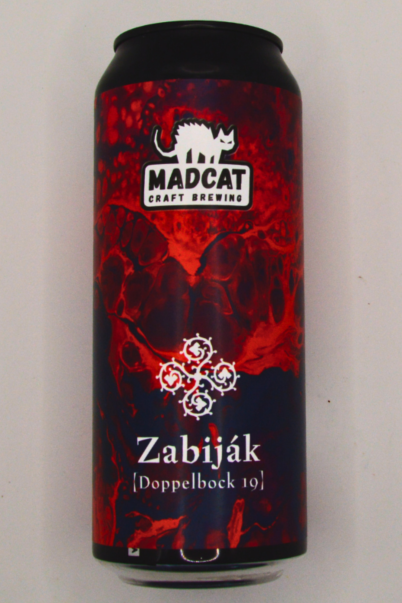 MADCAT
CRAFT BREWING
Zabiják
[Doppelbock 19]